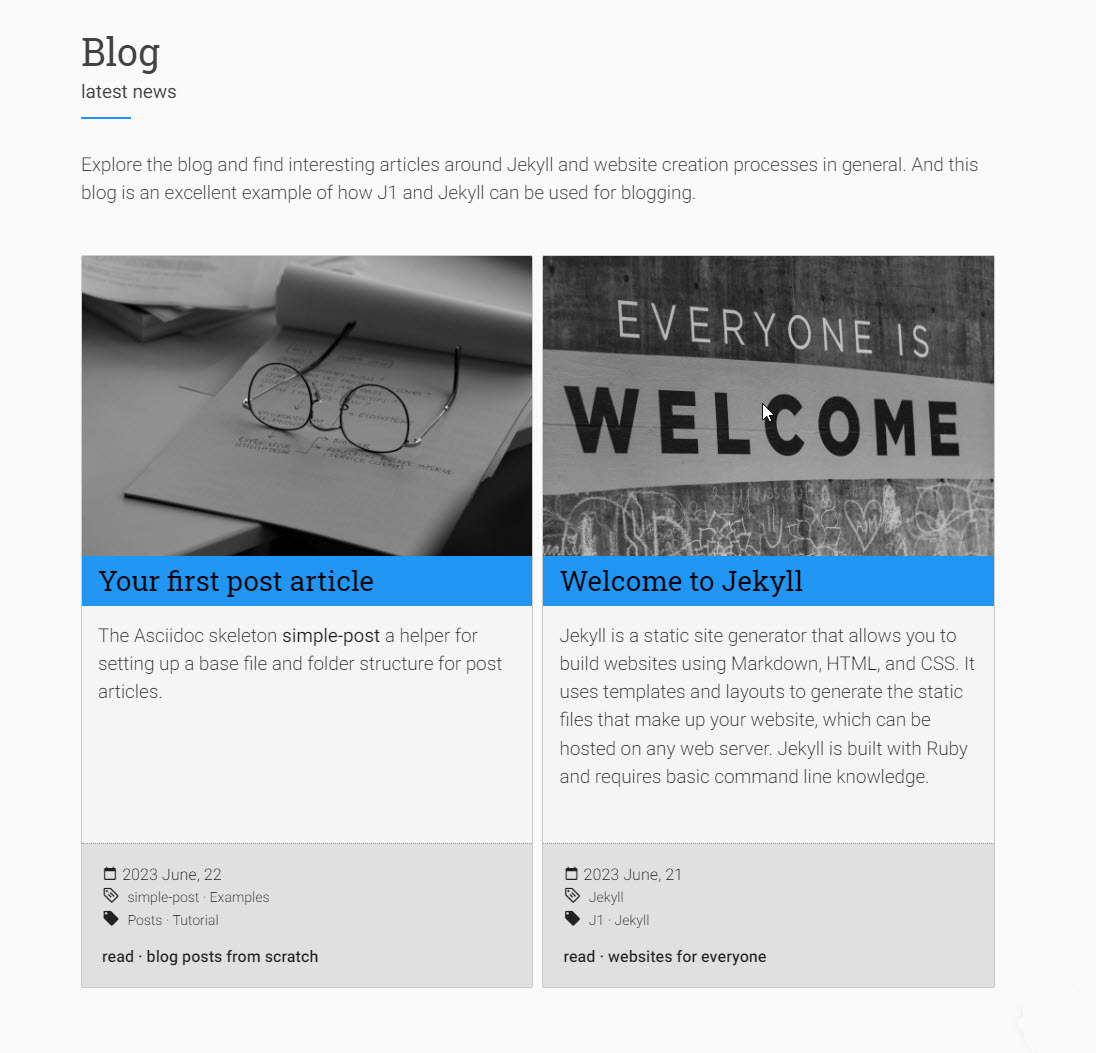 Blog
latest news
Explore the blog and find interesting articles around Jekyll and website creation processes in general. And this
blog is an excellent example of how J1 and Jekyll can be used for blogging.
EVERYONE IS
WELCOME
Your first post article
The Asciidoc skeleton simple-post a helper for
setting up a base file and folder structure for post
articles.
2023 June, 22
simple-post · Examples
Posts · Tutorial
read · blog posts from scratch
Welcome to Jekyll
Jekyll is a static site generator that allows you to
build websites using Markdown, HTML, and CSS. It
uses templates and layouts to generate the static
files that make up your website, which can be
hosted on any web server. Jekyll is built with Ruby
and requires basic command line knowledge.
2023 June, 21
Jekyll
J1 · Jekyll
read · websites for everyone